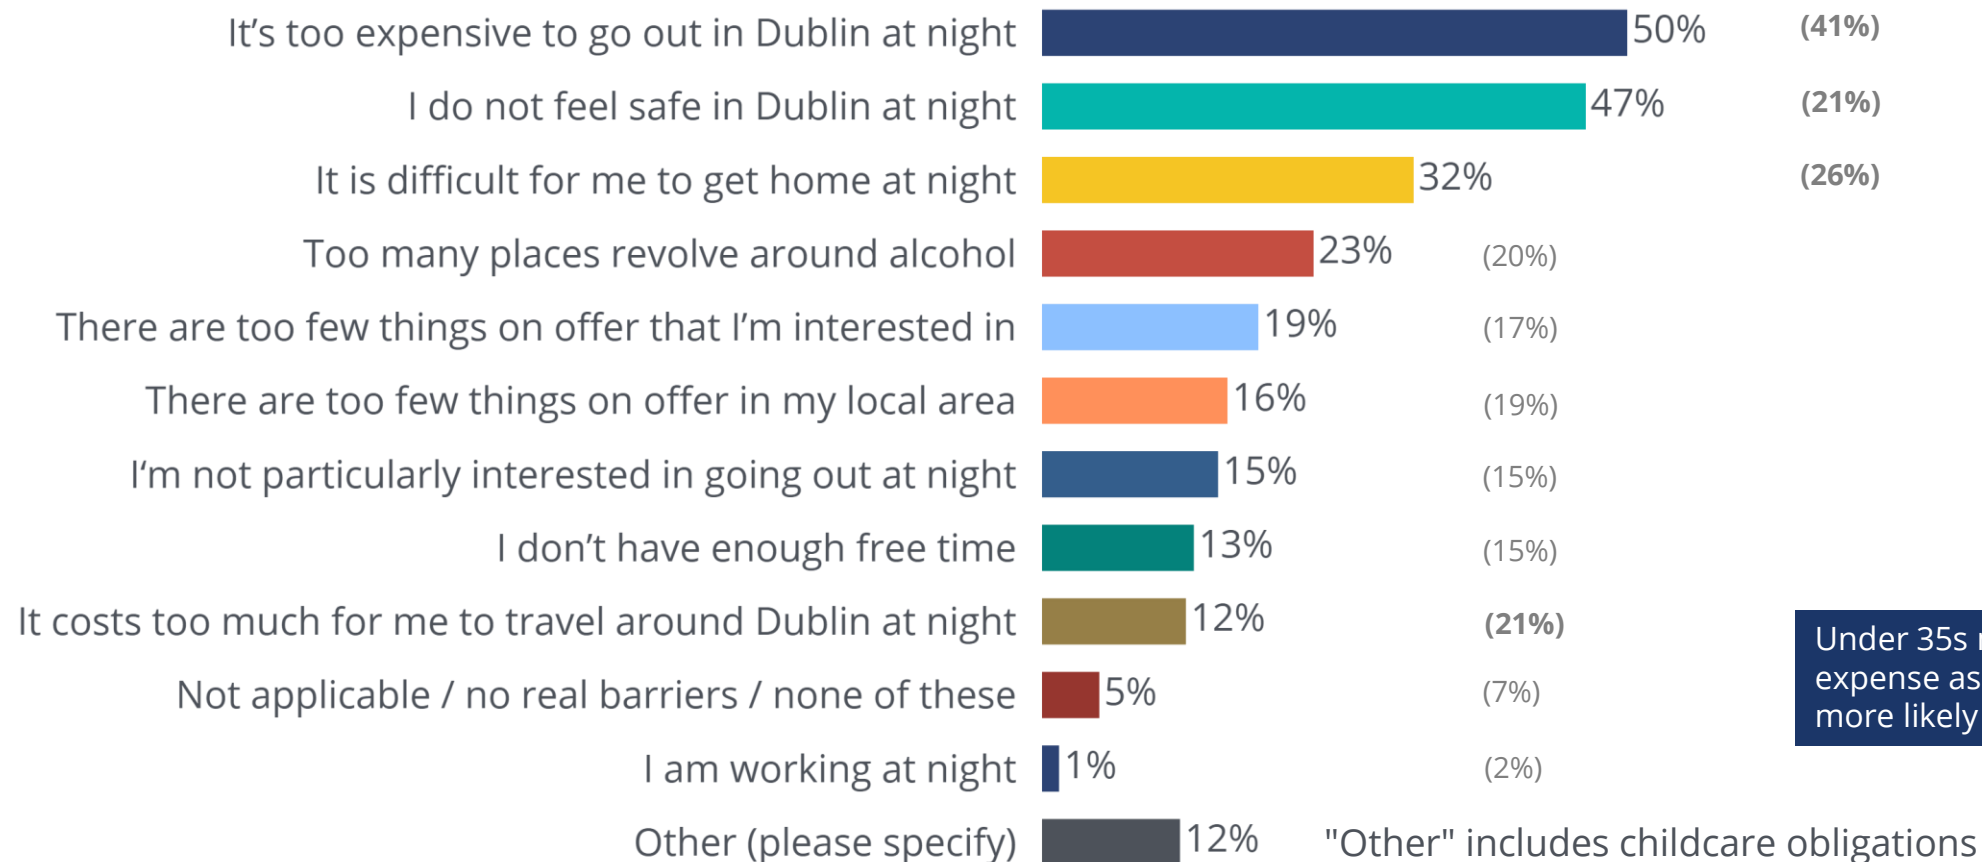 It’s too expensive to go out in Dublin at night 50% (41%)
I do not feel safe in Dublin at night 47% (21%)
It is difficult for me to get home at night 32% (26%)
Too many places revolve around alcohol 23% (20%)
There are too few things on offer that I’m interested in 19% (17%)
There are too few things on offer in my local area 16% (19%)
I‘m not particularly interested in going out at night 15% (15%)
I don’t have enough free time 13% (15%)
It costs too much for me to travel around Dublin at night 12% (21%)
Not applicable / no real barriers / none of these 5% (7%)
I am working at night 1% (2%)
Other (please specify) 12% "Other" includes childcare obligations
Under 35s
expense as
more likely